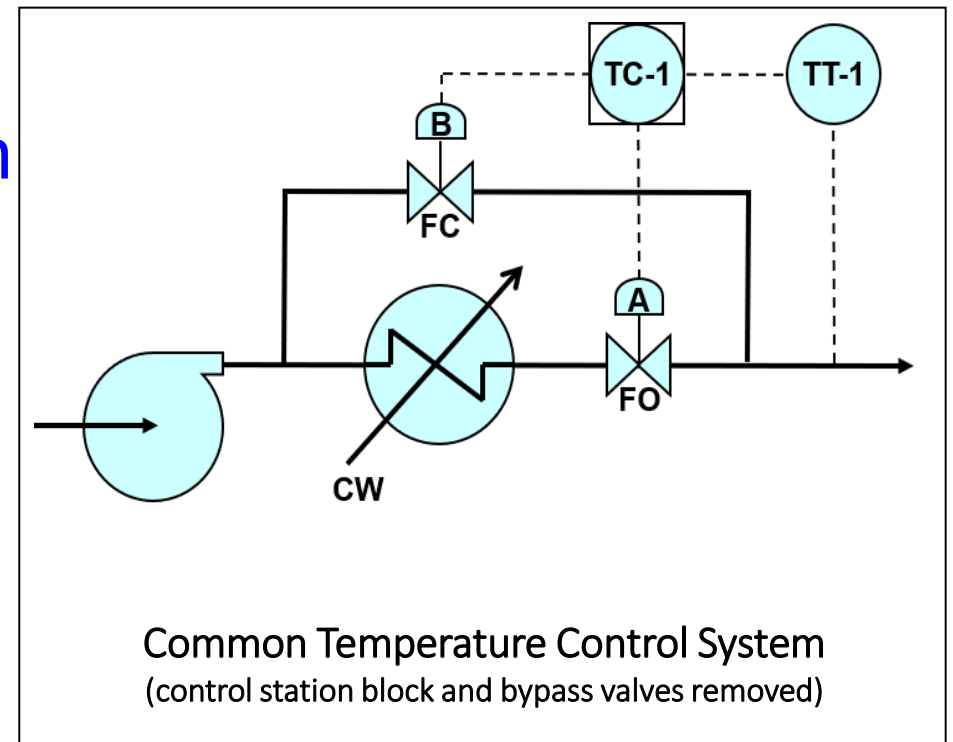 TC-1
TT-1
B
FC
A
FO
CW
Common Temperature Control System
(control station block and bypass valves removed)